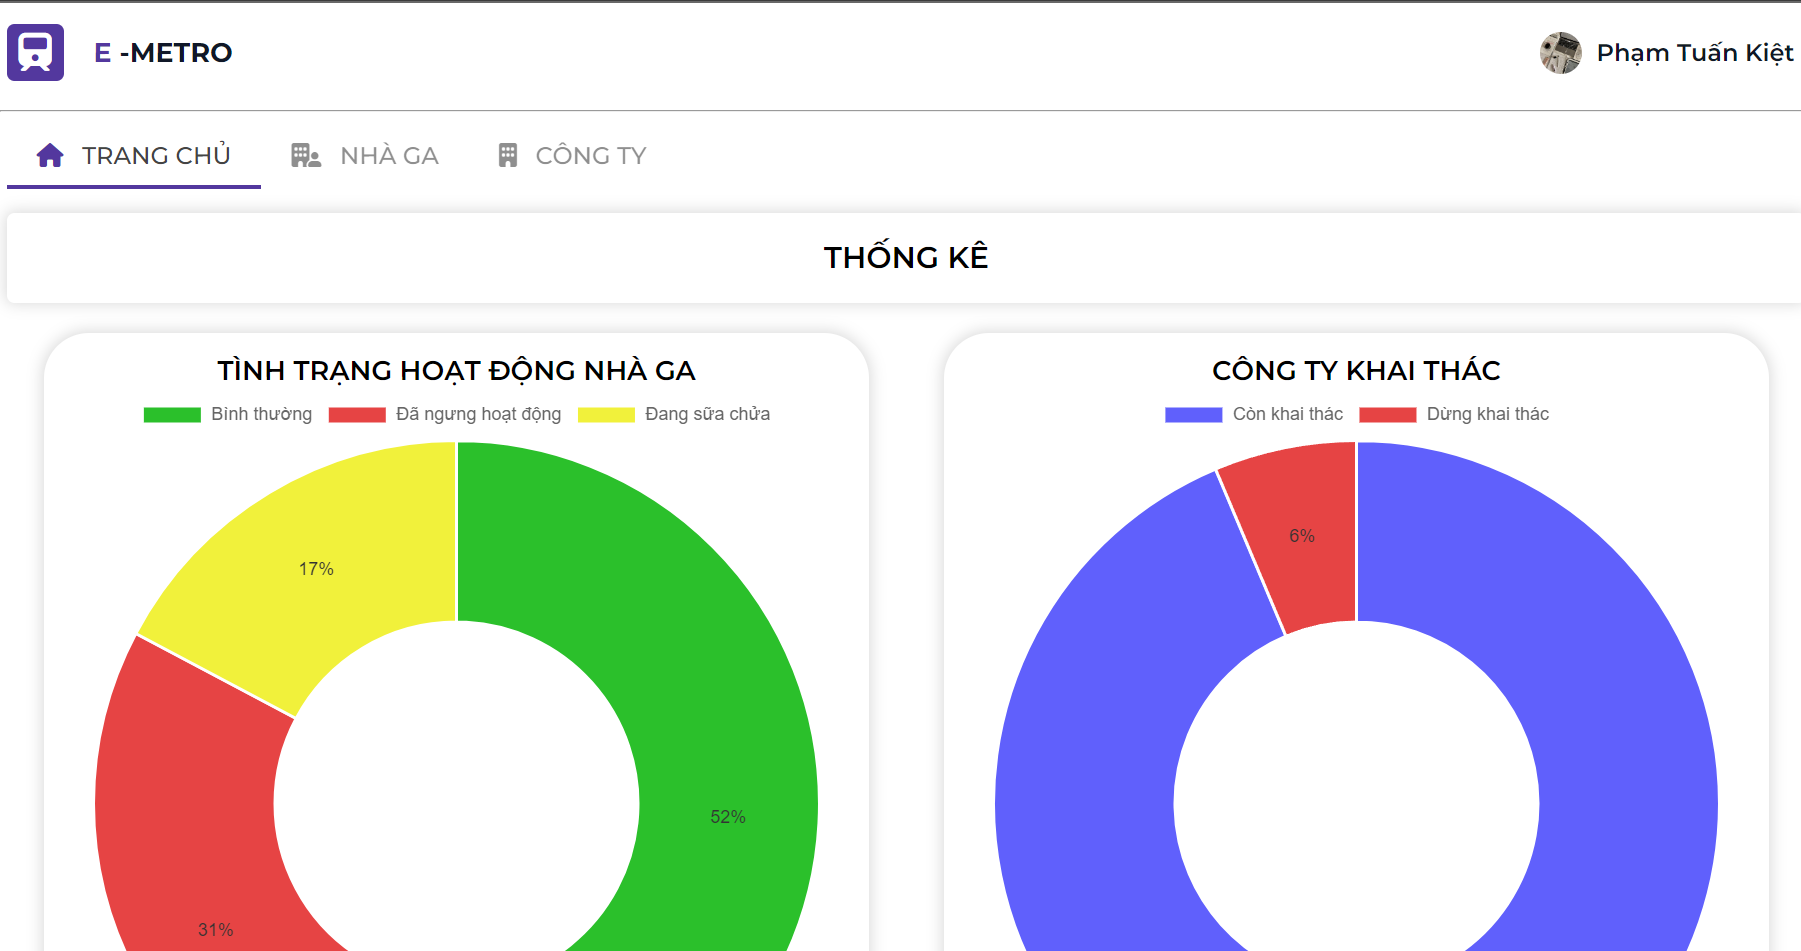 E -METRO
Phạm Tuấn Kiệt
TRANG CHỦ
NHÀ GA
CÔNG TY
THỐNG KÊ
TÌNH TRẠNG HOẠT ĐỘNG NHÀ GA
Bình thường
Đã ngưng hoạt động
Đang sữa chửa
17%
52%
31%
CÔNG TY KHAI THÁC
Còn khai thác
Dừng khai thác
6%